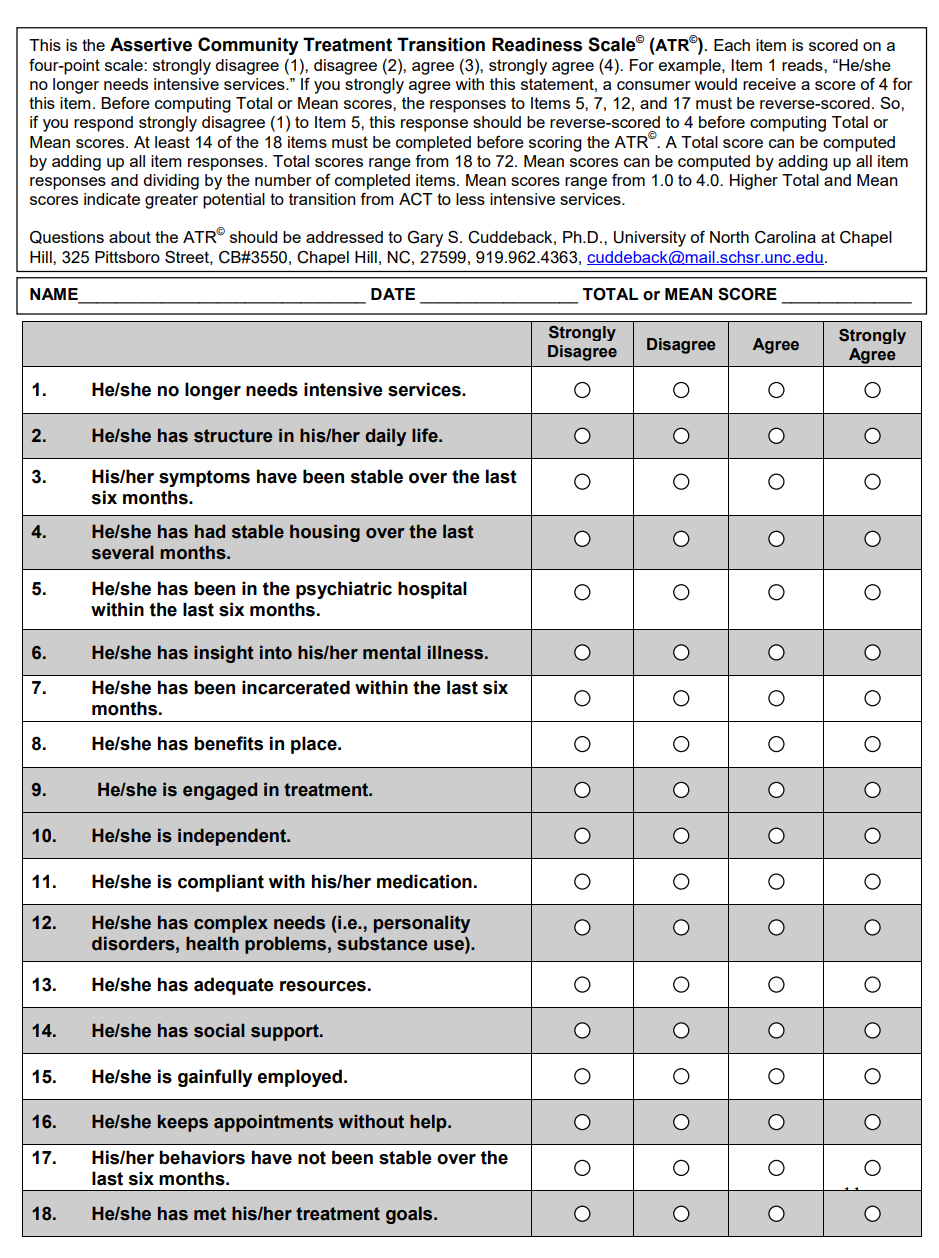 This is the Assertive Community Treatment Transition Readiness Scale© (ATR©). Each item is scored on a
four-point scale: strongly disagree (1), disagree (2), agree (3), strongly agree (4). For example, Item 1 reads, “He/she
no longer needs intensive services.” If you strongly agree with this statement, a consumer would receive a score of 4 for
this item. Before computing Total or Mean scores, the responses to Items 5, 7, 12, and 17 must be reverse-scored. So,
if you respond strongly disagree (1) to Item 5, this response should be reverse-scored to 4 before computing Total or
Mean scores. At least 14 of the 18 items must be completed before scoring the ATR©. A Total score can be computed
by adding up all item responses. Total scores range from 18 to 72. Mean scores can be computed by adding up all item
responses and dividing by the number of completed items. Mean scores range from 1.0 to 4.0. Higher Total and Mean
scores indicate greater potential to transition from ACT to less intensive services.
Questions about the ATR© should be addressed to Gary S. Cuddeback, Ph.D., University of North Carolina at Chapel
Hill, 325 Pittsboro Street, CB#3550, Chapel Hill, NC, 27599, 919.962.4363, cuddeback@mail.schsr.unc.edu.
NAME_______________________________ DATE _________________ TOTAL or MEAN SCORE ______________
Strongly Disagree Disagree Agree Strongly Agree
1. He/she no longer needs intensive services.
2. He/she has structure in his/her daily life.
3. His/her symptoms have been stable over the last
six months.
4. He/she has had stable housing over the last
several months.
5. He/she has been in the psychiatric hospital
within the last six months.
6. He/she has insight into his/her mental illness.
7. He/she has been incarcerated within the last six
months.
8. He/she has benefits in place.
9. He/she is engaged in treatment.
10. He/she is independent.
11. He/she is compliant with his/her medication.
12. He/she has complex needs (i.e., personality
disorders, health problems, substance use).
13. He/she has adequate resources.
14. He/she has social support.
15. He/she is gainfully employed.
16. He/she keeps appointments without help.
17. His/her behaviors have not been stable over the
last six months.
18. He/she has met his/her treatment goals.